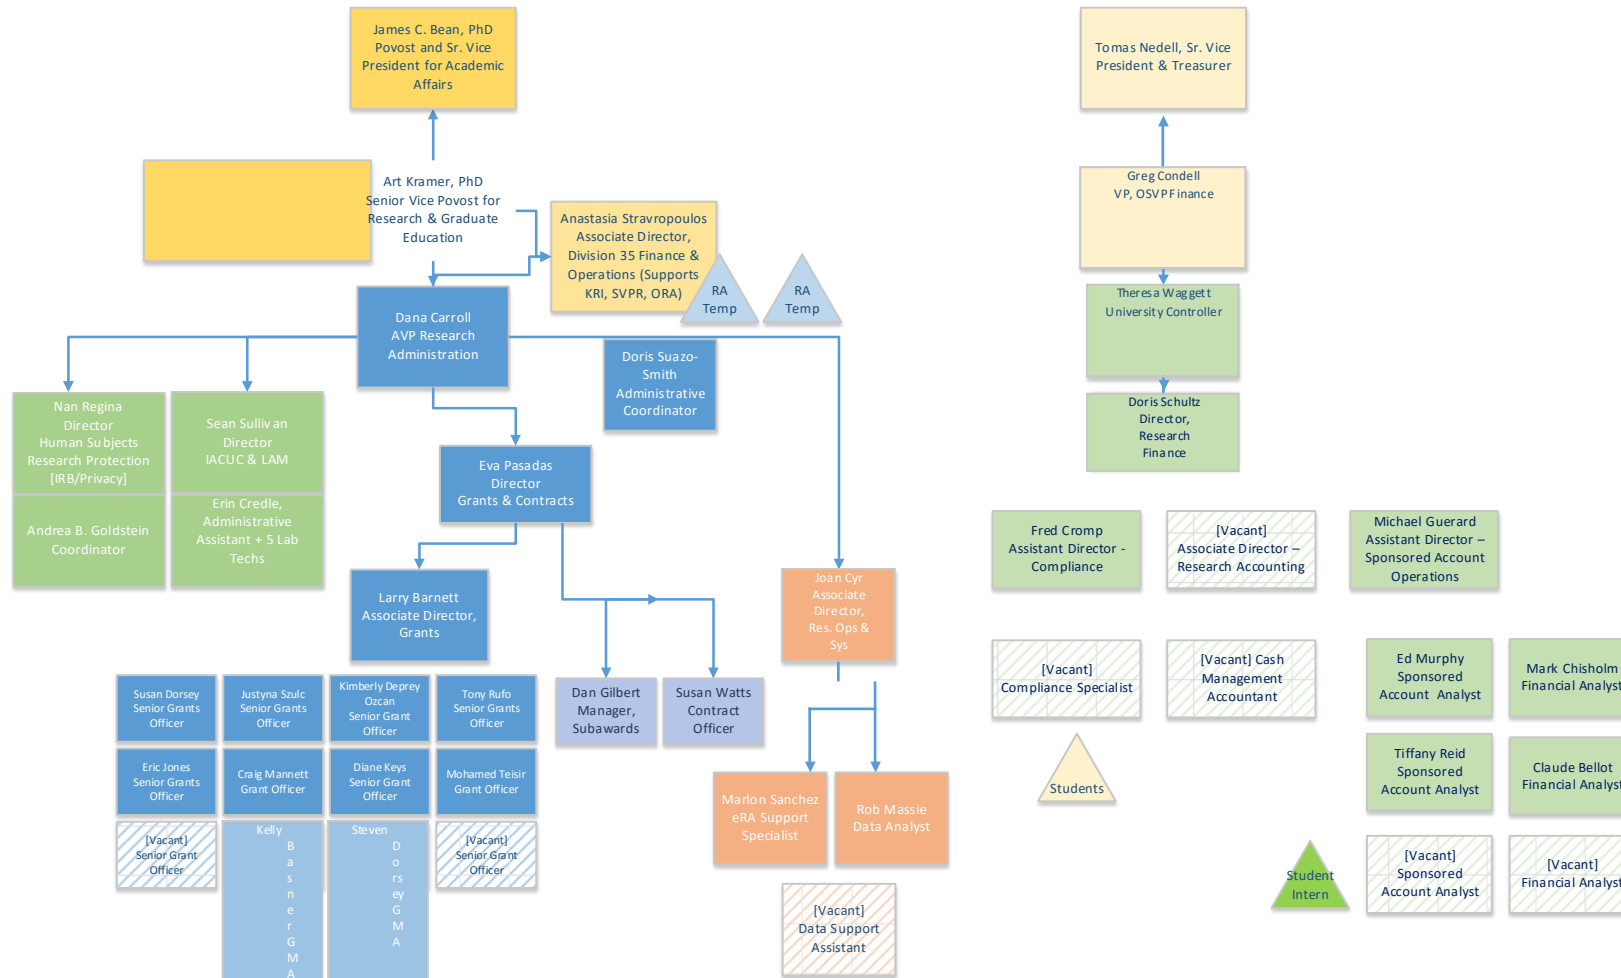 James C. Bean, PhD
Povost and Sr. Vice
President for Academic
Affairs
Tomas Nedell, Sr. Vice
President & Treasurer
Art Kramer, PhD
Senior Vice Povost for
Research & Graduate
Education
Greg Condell
VP, OSVPFinance
Anastasia Stravropoulos
Associate Director,
Division 35 Finance &
Operations (Supports
KRI, SVPR, ORA)
RA
Temp
RA
Temp
Dana Carroll
AVP Research
Administration
Theresa Waggett
University Controller
Doris Suazo-
Smith
Administrative
Coordinator
Nan Regina
Director
Human Subjects
Research Protection
[IRB/Privacy]
Sean Sullivan
Director
IACUC & LAM
Doris Schultz
Director,
Research
Finance
Eva Pasadas
Director
Grants & Contracts
Andrea B. Goldstein
Coordinator
Erin Credle,
Administrative
Assistant + 5 Lab
Techs
Fred Cromp
Assistant Director -
Compliance
[Vacant]
Associate Director –
Research Accounting
Michael Guerard
Assistant Director –
Sponsored Account
Operations
Larry Barnett
Associate Director,
Grants
Joan Cyr
Associate
Director,
Res. Ops &
Sys
[Vacant]
Compliance Specialist
[Vacant] Cash
Management
Accountant
Ed Murphy
Sponsored
Account Analyst
Mark Chisholm
Financial Analyst
Susan Dorsey
Senior Grants
Officer
Justyna Szulc
Senior Grants
Officer
Kimberly Deprey
Ozcan
Senior Grant
Officer
Tony Rufo
Senior Grants
Officer
Dan Gilbert
Manager,
Subawards
Susan Watts
Contract
Officer
Eric Jones
Senior Grants
Officer
Craig Mannett
Grant Officer
Diane Keys
Senior Grant
Officer
Mohamed Teisir
Grant Officer
Students
Tiffany Reid
Sponsored
Account Analyst
Claude Bellot
Financial Analyst
Marlon Sanchez
eRA Support
Specialist
Rob Massie
Data Analyst
[Vacant]
Senior Grant
Officer
Kelly
B
a
s
n
e
r
G
M
A
Steven
D
o
rs
ey
G
M
A
[Vacant]
Senior Grant
Officer
Student
Intern
[Vacant]
Sponsored
Account Analyst
[Vacant]
Financial Analyst
[Vacant]
Data Support
Assistant